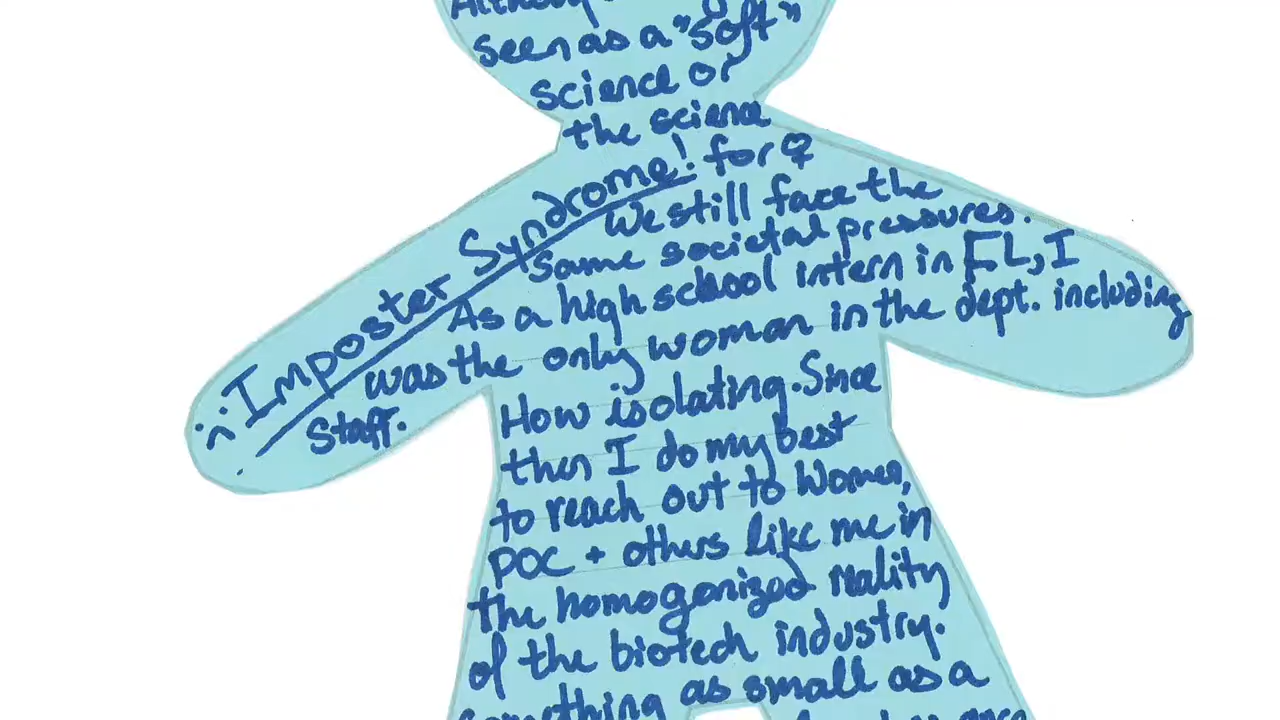 seen as a "soft"
science or
the science
for ♀
Imposter Syndrome!
We still face the
same societal pressures.
As a high school intern in FL, I
was the only woman in the dept. including
staff.
How isolating. Since
then I do my best
to reach out to women,
POC + others like me in
the homogenized reality
of the biotech industry.
something as small as a